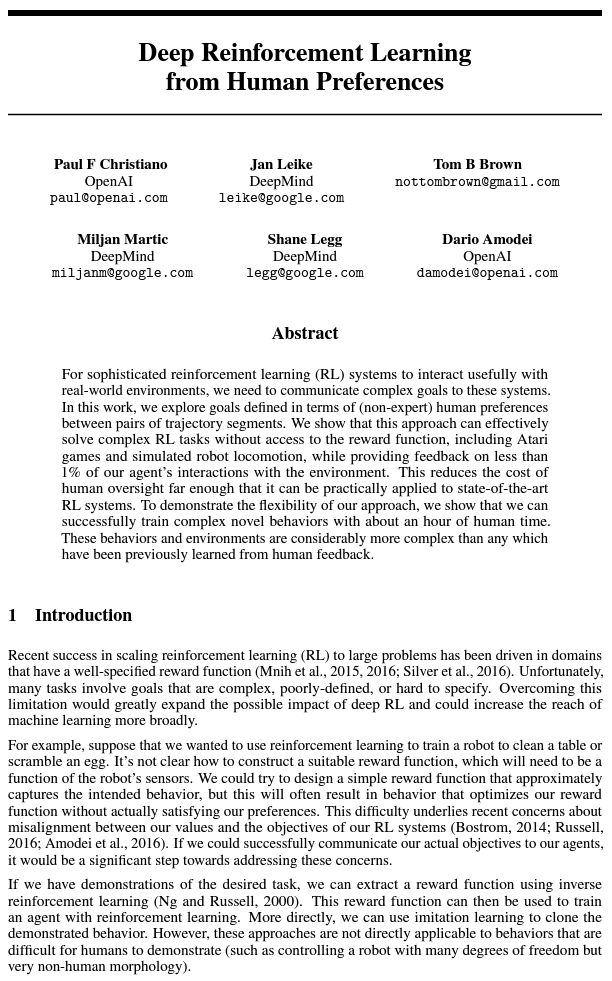 Deep Reinforcement Learning
from Human Preferences
Paul F Christiano
OpenAI
paul@openai.com
Jan Leike
DeepMind
leike@google.com
Tom B Brown
nottombrown@gmail.com
Miljan Martic
DeepMind
miljanm@google.com
Shane Legg
DeepMind
legg@google.com
Dario Amodei
OpenAI
damodei@openai.com
Abstract
For sophisticated reinforcement learning (RL) systems to interact usefully with
real-world environments, we need to communicate complex goals to these systems.
In this work, we explore goals defined in terms of (non-expert) human preferences
between pairs of trajectory segments. We show that this approach can effectively
solve complex RL tasks without access to the reward function, including Atari
games and simulated robot locomotion, while providing feedback on less than
1% of our agent's interactions with the environment. This reduces the cost of
human oversight far enough that it can be practically applied to state-of-the-art
RL systems. To demonstrate the flexibility of our approach, we show that we can
successfully train complex novel behaviors with about an hour of human time.
These behaviors and environments are considerably more complex than any which
have been previously learned from human feedback.
1 Introduction
Recent success in scaling reinforcement learning (RL) to large problems has been driven in domains
that have a well-specified reward function (Mnih et al., 2015, 2016; Silver et al., 2016). Unfortunately,
many tasks involve goals that are complex, poorly-defined, or hard to specify. Overcoming this
limitation would greatly expand the possible impact of deep RL and could increase the reach of
machine learning more broadly.
For example, suppose that we wanted to use reinforcement learning to train a robot to clean a table or
scramble an egg. It's not clear how to construct a suitable reward function, which will need to be a
function of the robot's sensors. We could try to design a simple reward function that approximately
captures the intended behavior, but this will often result in behavior that optimizes our reward
function without actually satisfying our preferences. This difficulty underlies recent concerns about
misalignment between our values and the objectives of our RL systems (Bostrom, 2014; Russell,
2016; Amodei et al., 2016). If we could successfully communicate our actual objectives to our agents,
it would be a significant step towards addressing these concerns.
If we have demonstrations of the desired task, we can extract a reward function using inverse
reinforcement learning (Ng and Russell, 2000). This reward function can then be used to train
an agent with reinforcement learning. More directly, we can use imitation learning to clone the
demonstrated behavior. However, these approaches are not directly applicable to behaviors that are
difficult for humans to demonstrate (such as controlling a robot with many degrees of freedom but
very non-human morphology).